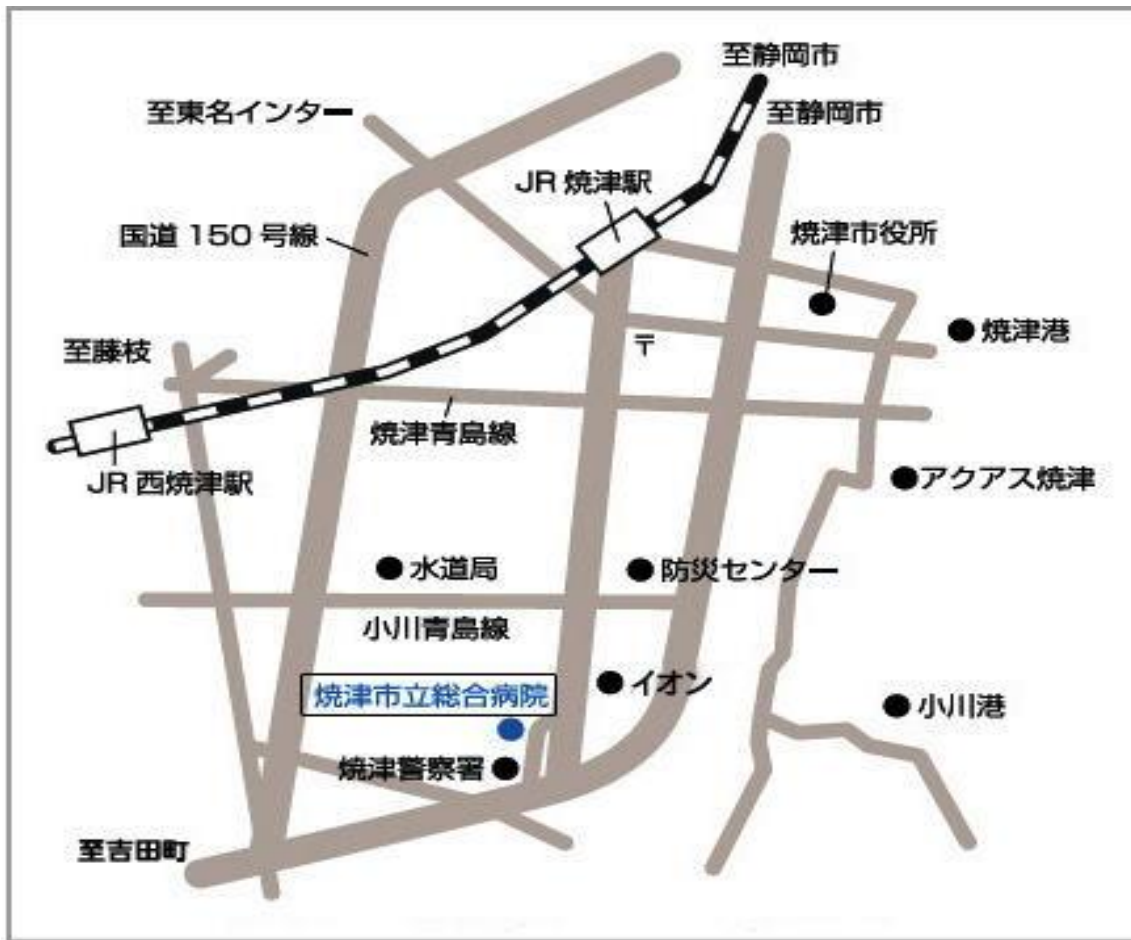 至静岡市
至東名インター
至静岡市
JR 焼津駅
国道 150 号線
焼津市役所
至藤枝
〒
焼津港
焼津青島線
JR 西焼津駅
アクアス焼津
水道局
防災センター
小川青島線
焼津市立総合病院
イオン
小川港
焼津警察署
至吉田町